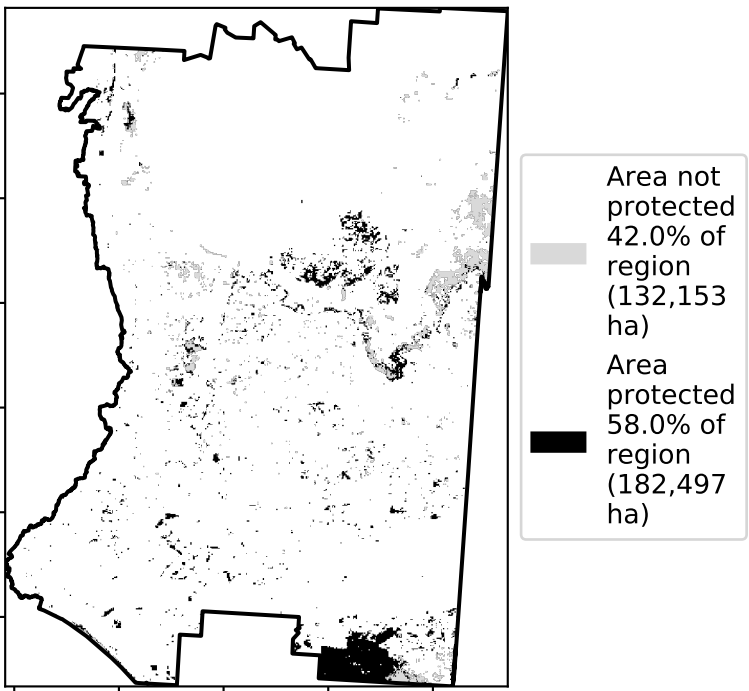 Area not
protected
42.0% of
region
(132,153
ha)
Area
protected
58.0% of
region
(182,497
ha)